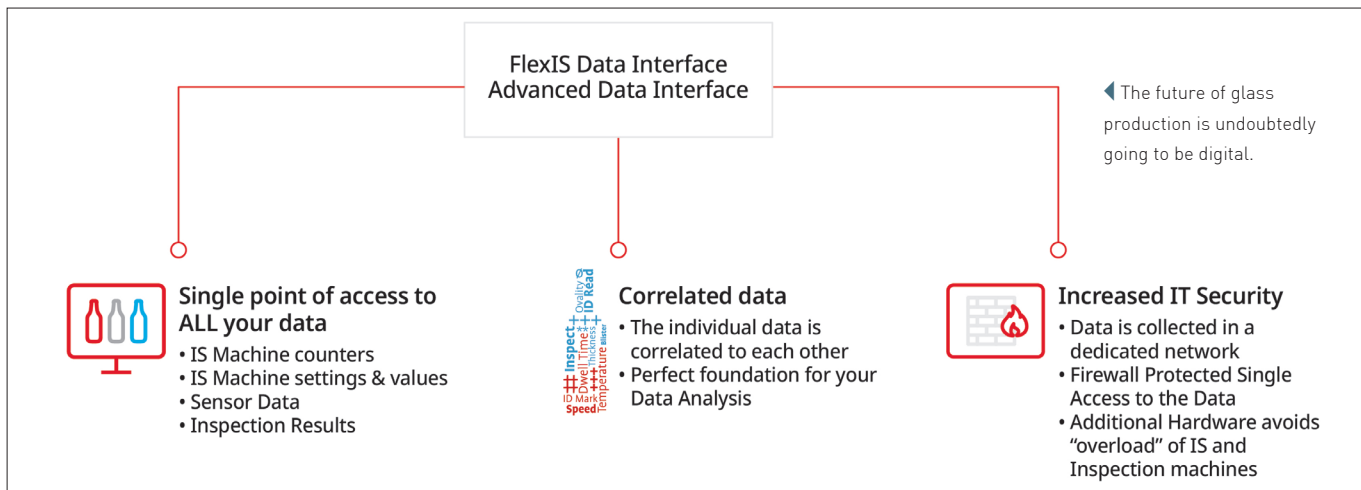 FlexIS Data Interface
Advanced Data Interface
The future of glass
production is undoubtedly
going to be digital.
Single point of access to
ALL your data
• IS Machine counters
• IS Machine settings & values
• Sensor Data
• Inspection Results
# Inspect
Dwell Time*
ID Mark
Speed
+++
Temperature
Thickness
Blister
+ Ovality
+ ID Read
Correlated data
• The individual data is
correlated to each other
• Perfect foundation for your
Data Analysis
Increased IT Security
• Data is collected in a
dedicated network
• Firewall Protected Single
Access to the Data
• Additional Hardware avoids
“overload” of IS and
Inspection machines